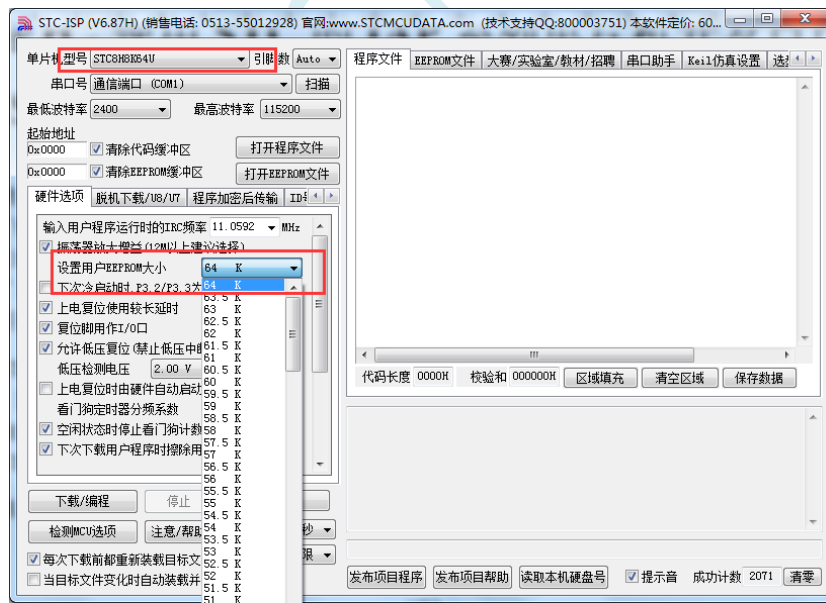 STC-ISP (V6.87H) (销售电话: 0513-55012928) 官网:www.STCMCUDATA.com (技术支持QQ:800003751) 本软件定价: 60...
单片机型号 STC8H8K64U 引脚数 Auto
串口号 通信端口 (COM1) 扫描
最低波特率 2400 最高波特率 115200
起始地址
0x0000 清除代码缓冲区 打开程序文件
0x0000 清除EEPROM缓冲区 打开EEPROM文件
硬件选项 脱机下载/U8/U7 程序加密后传输
输入用户程序运行时的IRC频率 11.0592 MHz
振荡器放大增益(12M以上建议选择)
设置用户EEPROM大小 64 K
下次冷启动时,P3.2/P3.3为
上电复位使用较长延时
复位脚用作I/O口
允许低压复位(禁止低压中
低压检测电压 2.00 V
上电复位时由硬件自动启动
看门狗定时器分频系数
空闲状态时停止看门狗计数
下次下载用户程序时擦除用
64 K
63.5 K
63 K
62.5 K
62 K
61.5 K
61 K
60.5 K
60 K
59.5 K
59 K
58.5 K
58 K
57.5 K
57 K
56.5 K
56 K
55.5 K
55 K
54.5 K
54 K
53.5 K
53 K
52.5 K
52 K
51.5 K
51 K
下载/编程 停止
检测MCU选项 注意/帮助 秒
每次下载前都重新装载目标文 限
当目标文件变化时自动装载并
程序文件 EEPROM文件 大赛/实验室/教材/招聘 串口助手 Keil仿真设置
代码长度 0000H 校验和 000000H 区域填充 清空区域 保存数据
发布项目程序 发布项目帮助 读取本机硬盘号 提示音 成功计数 2071 清零